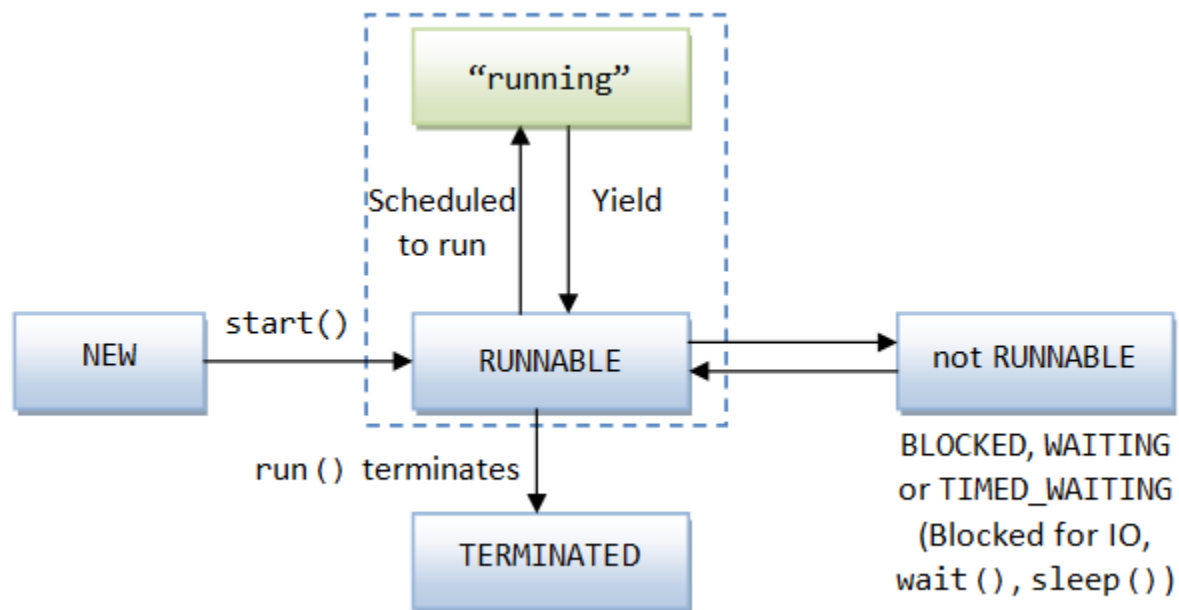 “running”
Scheduled
to run
Yield
NEW
start()
RUNNABLE
not RUNNABLE
run() terminates
TERMINATED
BLOCKED, WAITING
or TIMED_WAITING
(Blocked for IO,
wait(), sleep())